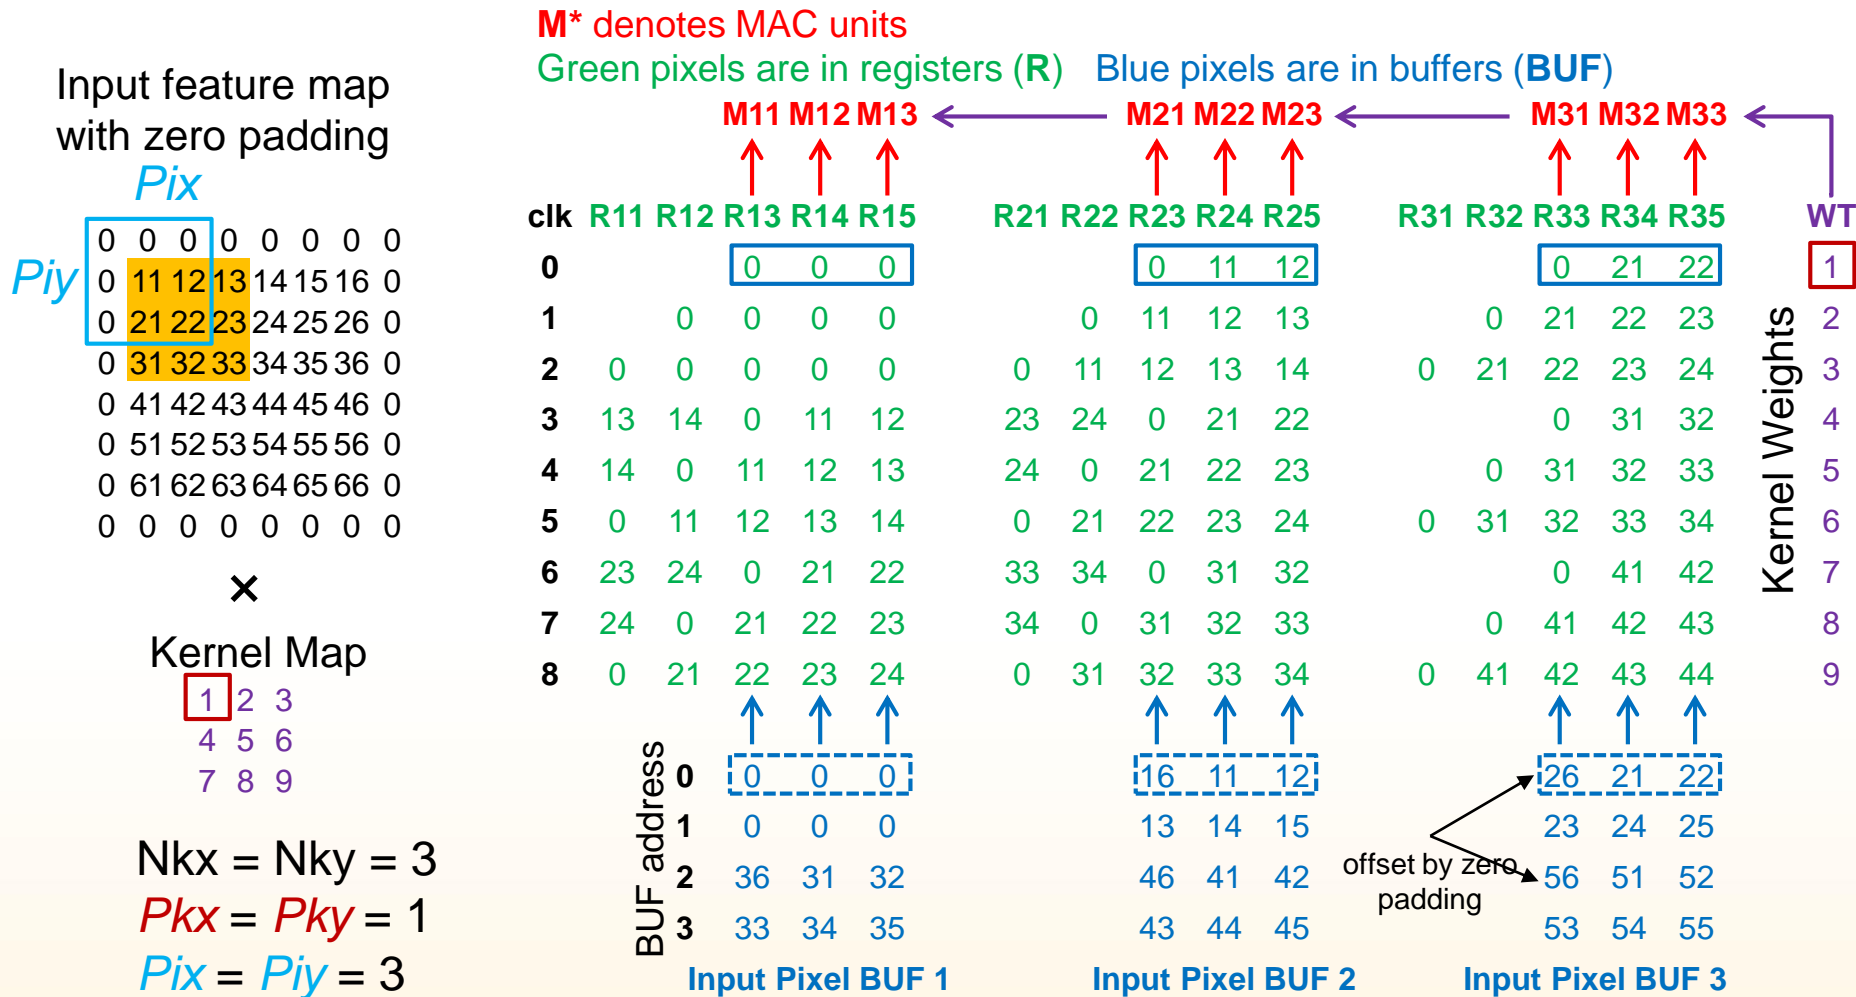 M* denotes MAC units
Green pixels are in registers (R) Blue pixels are in buffers (BUF)
Input feature map
with zero padding
Pix
Piy
0 0 0 0 0 0 0 0
0 11 12 13 14 15 16 0
0 21 22 23 24 25 26 0
0 31 32 33 34 35 36 0
0 41 42 43 44 45 46 0
0 51 52 53 54 55 56 0
0 61 62 63 64 65 66 0
0 0 0 0 0 0 0 0
×
Kernel Map
1 2 3
4 5 6
7 8 9
Nkx = Nky = 3
Pkx = Pky = 1
Pix = Piy = 3
M11 M12 M13 M21 M22 M23 M31 M32 M33
clk R11 R12 R13 R14 R15 R21 R22 R23 R24 R25 R31 R32 R33 R34 R35 WT
0 0 0 0 0 11 12 0 21 22 1
1 0 0 0 0 0 11 12 13 0 21 22 23 2
2 0 0 0 0 0 0 11 12 13 14 0 21 22 23 24 3
3 13 14 0 11 12 23 24 0 21 22 0 31 32 4
4 14 0 11 12 13 24 0 21 22 23 0 31 32 33 5
5 0 11 12 13 14 0 21 22 23 24 0 31 32 33 34 6
6 23 24 0 21 22 33 34 0 31 32 0 41 42 7
7 24 0 21 22 23 34 0 31 32 33 0 41 42 43 8
8 0 21 22 23 24 0 31 32 33 34 0 41 42 43 44 9
Kernel Weights
BUF address
0 0 0 0 16 11 12 26 21 22
1 0 0 0 13 14 15 23 24 25
2 36 31 32 46 41 42 56 51 52
3 33 34 35 43 44 45 53 54 55
offset by zero
padding
Input Pixel BUF 1 Input Pixel BUF 2 Input Pixel BUF 3